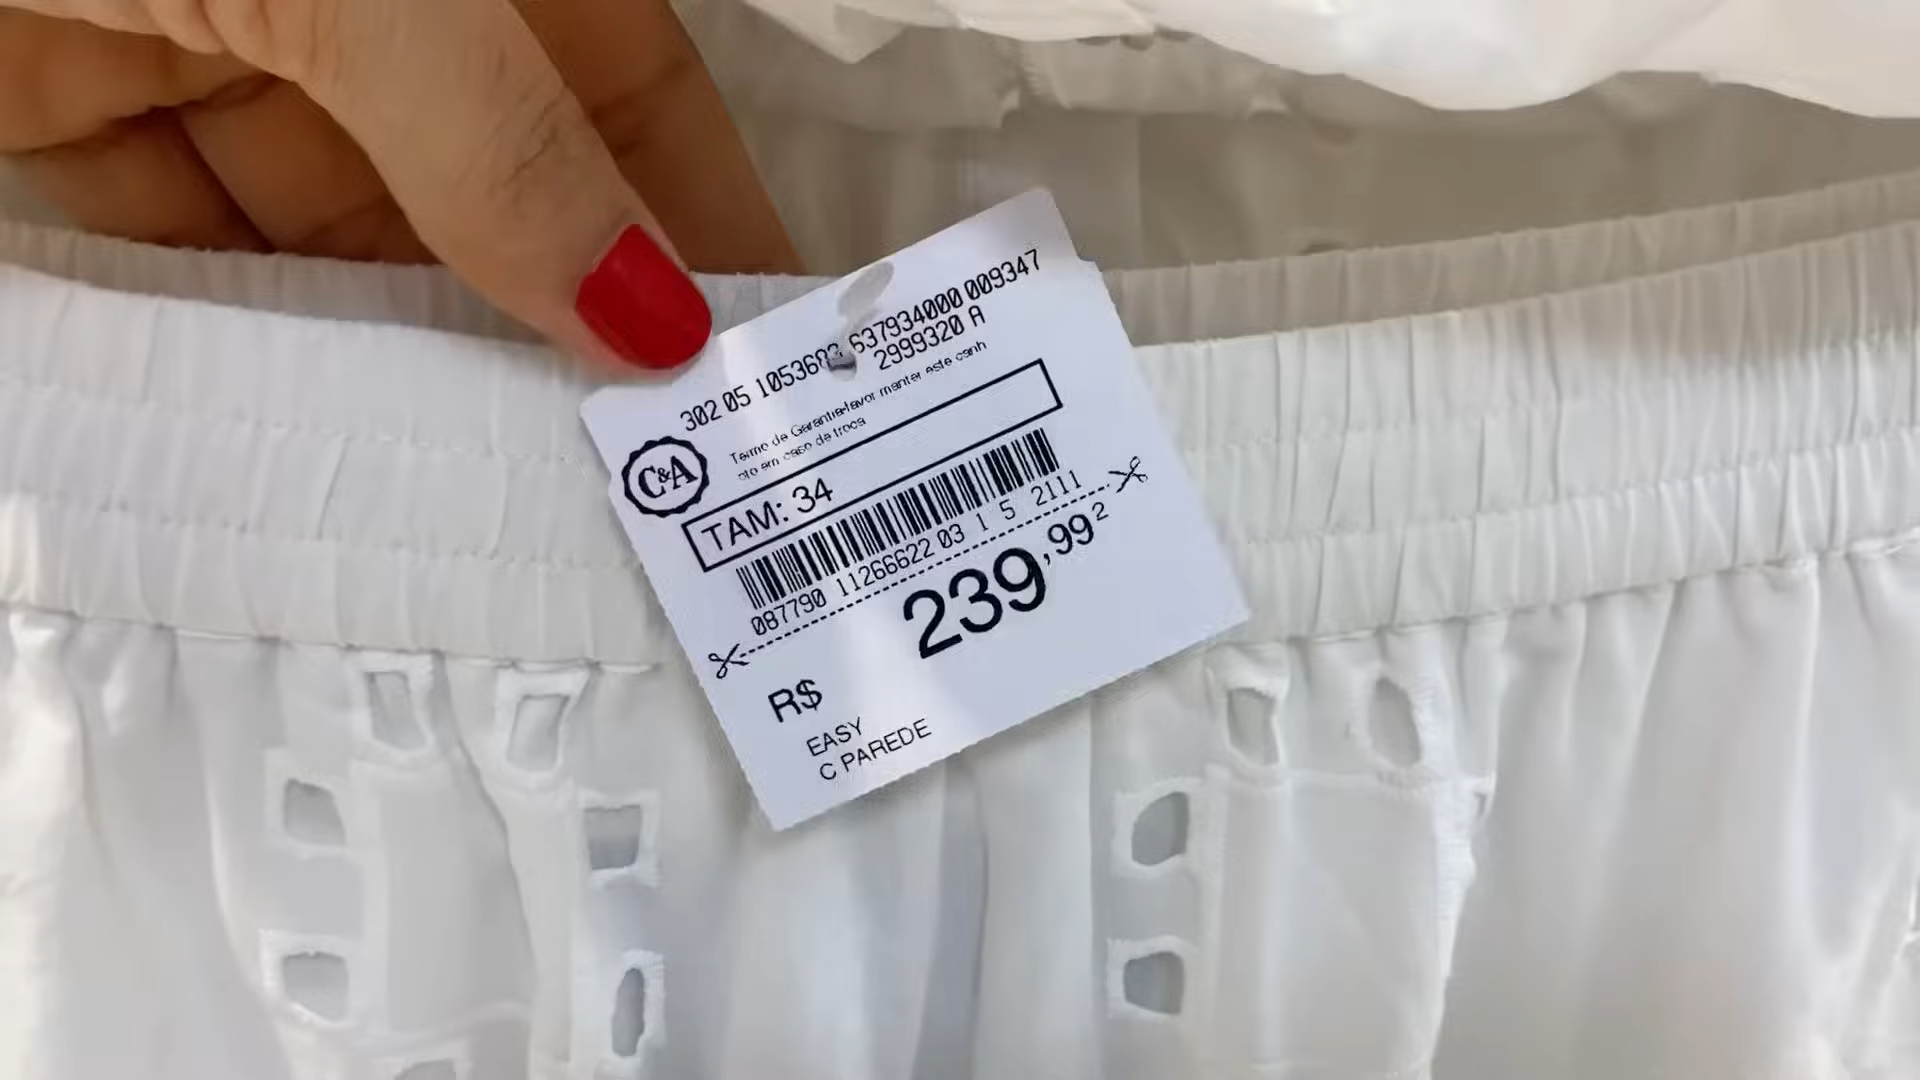 302 05 105368 637934000 009347
2999320 A
Termo de Garantia-favor manter este canh
oto em caso de troca
C&A
TAM: 34
087790 11266622 03 1 5 2111
239,99 2
R$
EASY
C PAREDE